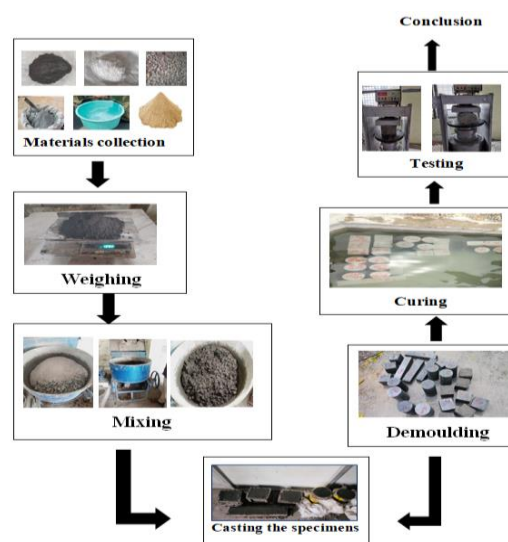 Materials collection
Weighing
Mixing
Casting the specimens
Demoulding
Curing
Testing
Conclusion